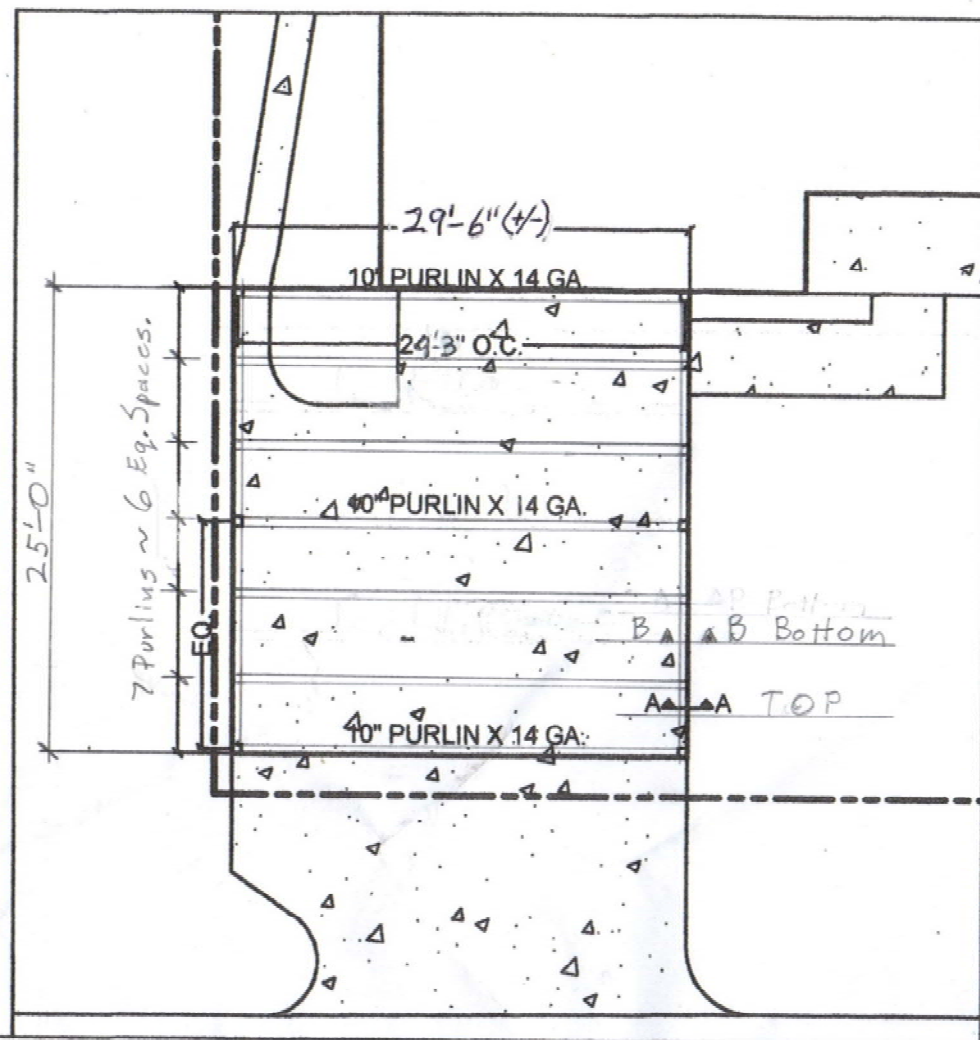 29'-6" (+/-)
10" PURLIN X 14 GA.
29'-3" O.C.
7 Purlins ~ 6 Eq. Spaces.
25'-0"
10" PURLIN X 14 GA.
EQ.
B B Bottom
A A TOP
10" PURLIN X 14 GA.